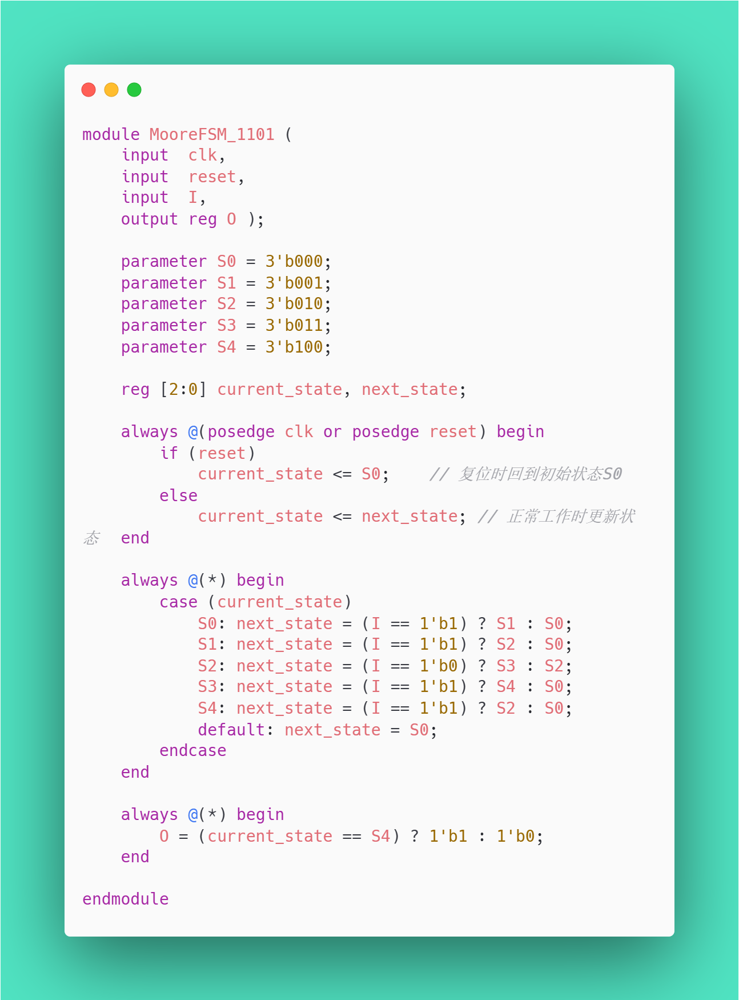 module MooreFSM_1101 (
    input  clk,
    input  reset,
    input  I,
    output reg O );

    parameter S0 = 3'b000;
    parameter S1 = 3'b001;
    parameter S2 = 3'b010;
    parameter S3 = 3'b011;
    parameter S4 = 3'b100;

    reg [2:0] current_state, next_state;

    always @(posedge clk or posedge reset) begin
        if (reset)
            current_state <= S0;    // 复位时回到初始状态S0
        else
            current_state <= next_state; // 正常工作时更新状
态  end

    always @(*) begin
        case (current_state)
            S0: next_state = (I == 1'b1) ? S1 : S0;
            S1: next_state = (I == 1'b1) ? S2 : S0;
            S2: next_state = (I == 1'b0) ? S3 : S2;
            S3: next_state = (I == 1'b1) ? S4 : S0;
            S4: next_state = (I == 1'b1) ? S2 : S0;
            default: next_state = S0;
        endcase
    end

    always @(*) begin
        O = (current_state == S4) ? 1'b1 : 1'b0;
    end

endmodule